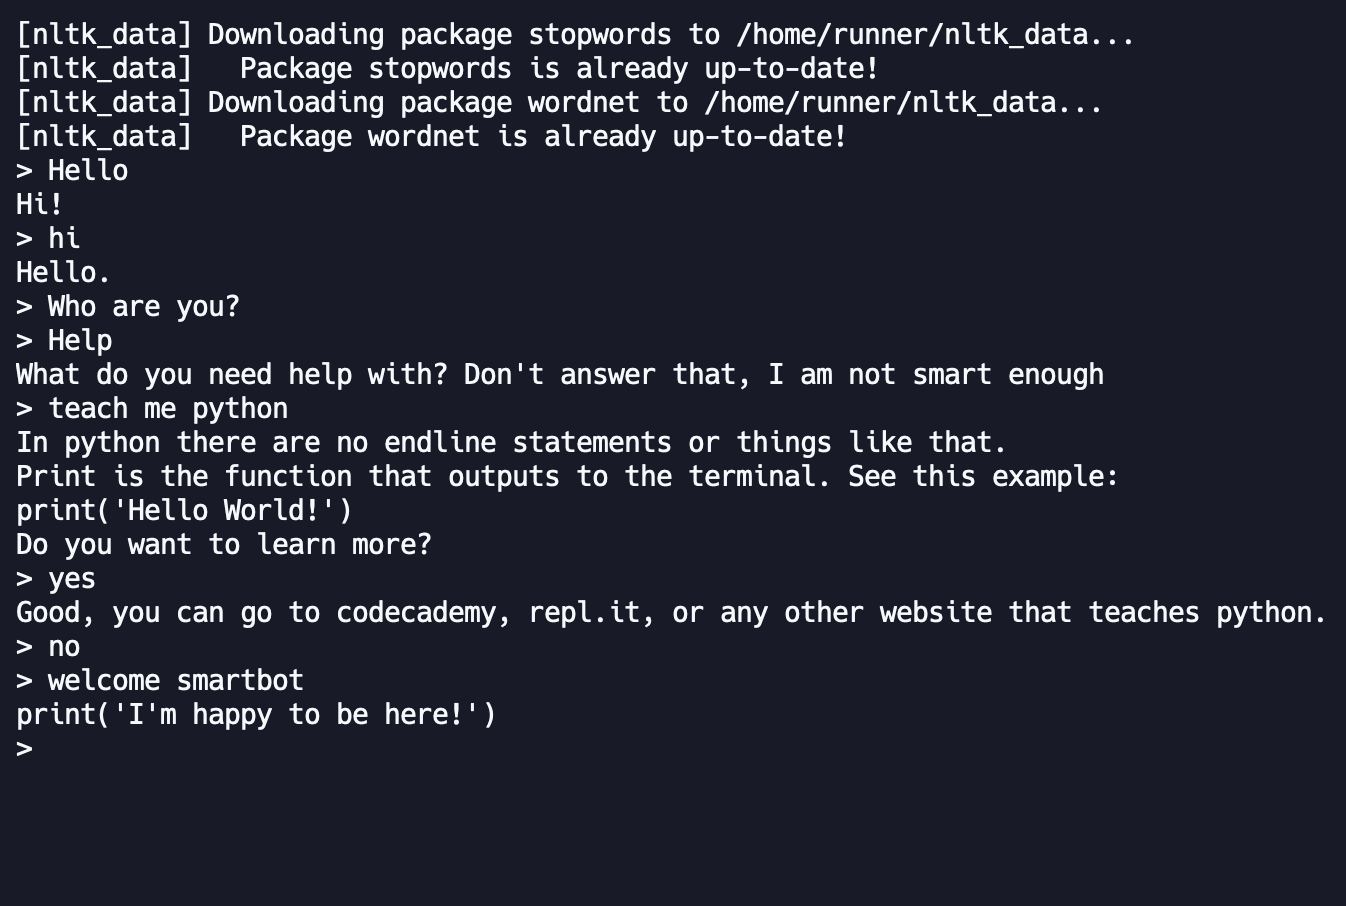 [nltk_data] Downloading package stopwords to /home/runner/nltk_data...
[nltk_data]   Package stopwords is already up-to-date!
[nltk_data] Downloading package wordnet to /home/runner/nltk_data...
[nltk_data]   Package wordnet is already up-to-date!
> Hello
Hi!
> hi
Hello.
> Who are you?
> Help
What do you need help with? Don't answer that, I am not smart enough
> teach me python
In python there are no endline statements or things like that.
Print is the function that outputs to the terminal. See this example:
print('Hello World!')
Do you want to learn more?
> yes
Good, you can go to codecademy, repl.it, or any other website that teaches python.
> no
> welcome smartbot
print('I'm happy to be here!')
>